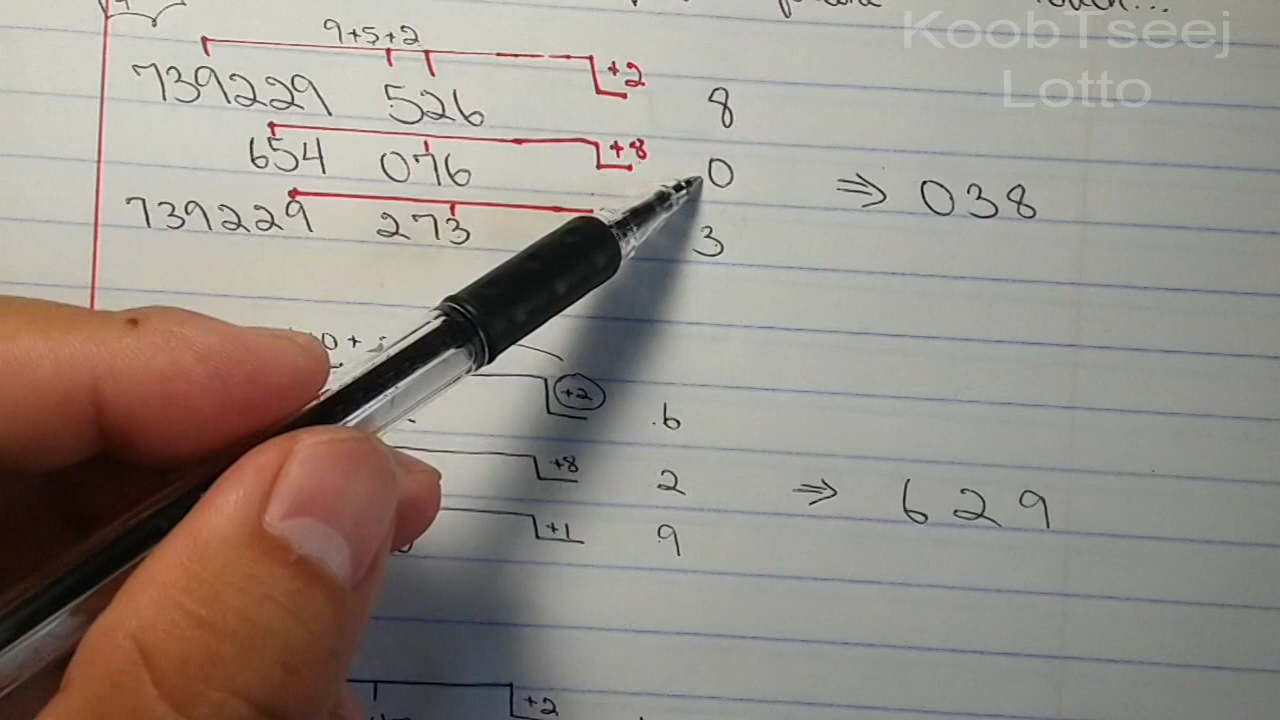 KoobTseej
Lotto
9+5+2
+2
739229 526 8
+8
654 076 0 ⇒ 038
739229 273 3
+2 6
+8 2 ⇒ 629
+1 9
+2